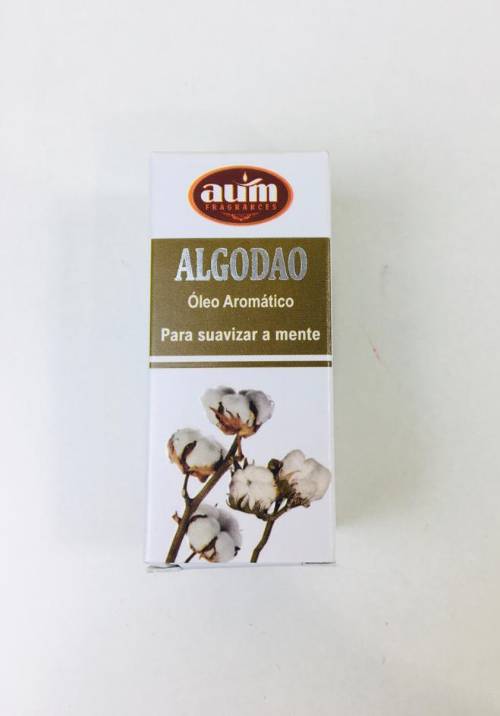 aum
FRAGRANCES
ALGODAO
Óleo Aromático
Para suavizar a mente